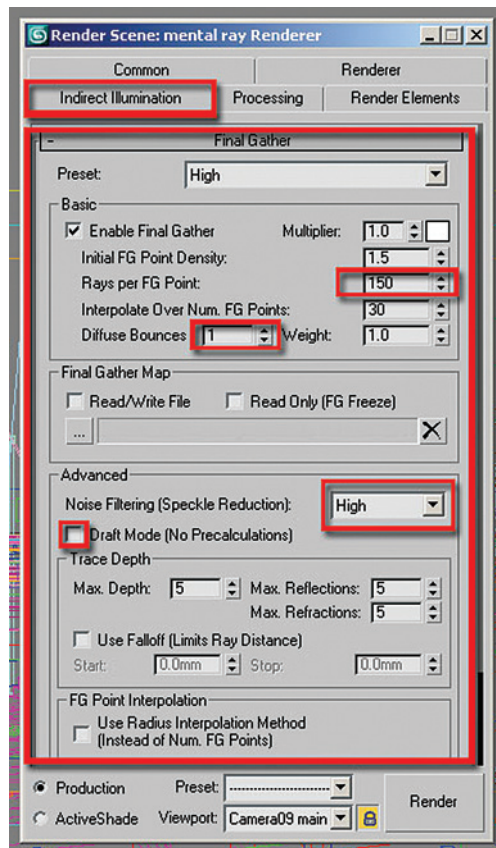 Render Scene: mental ray Renderer
Common Renderer
Indirect Illumination Processing Render Elements
- Final Gather
Preset: High
Basic
Enable Final Gather Multiplier: 1.0
Initial FG Point Density: 1.5
Rays per FG Point: 150
Interpolate Over Num. FG Points: 30
Diffuse Bounces 1 Weight: 1.0
Final Gather Map
Read/Write File Read Only (FG Freeze)
...
Advanced
Noise Filtering (Speckle Reduction): High
Draft Mode (No Precalculations)
Trace Depth
Max. Depth: 5 Max. Reflections: 5
Max. Refractions: 5
Use Falloff (Limits Ray Distance)
Start: 0.0mm Stop: 0.0mm
FG Point Interpolation
Use Radius Interpolation Method
(Instead of Num. FG Points)
Production Preset: -----------------------
Render
ActiveShade Viewport: Camera09 main